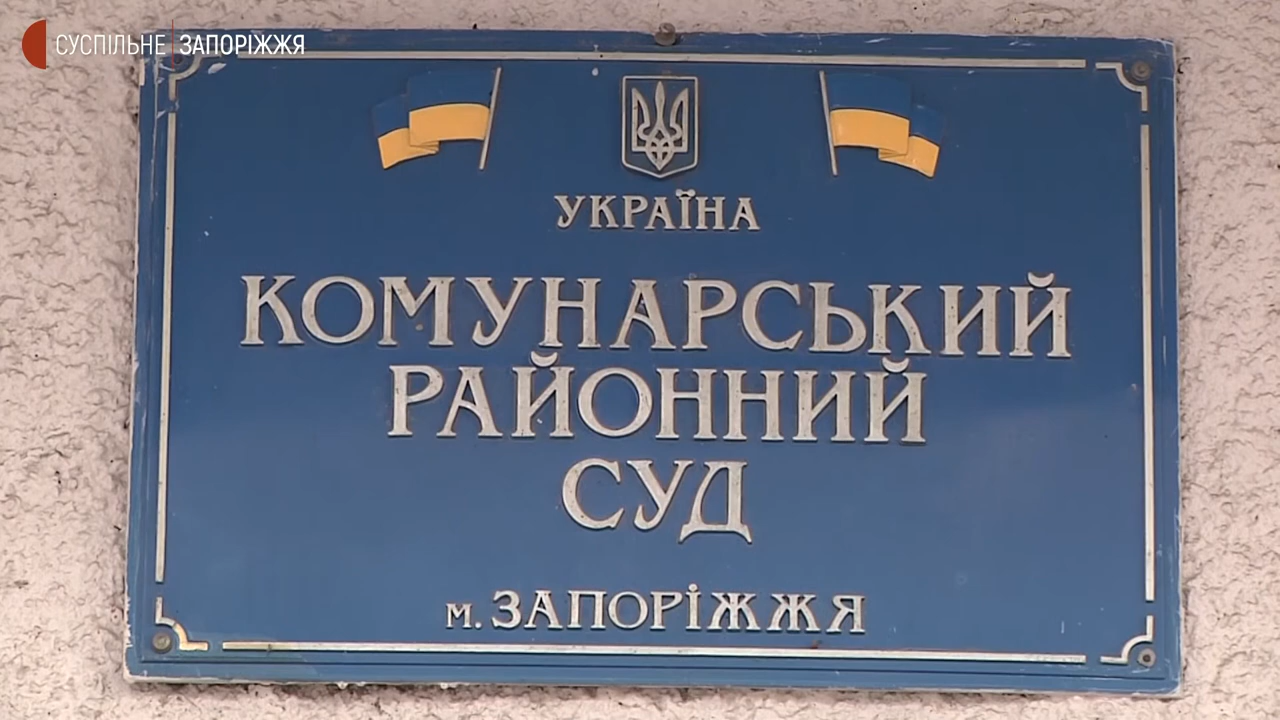 СУСПІЛЬНЕ ЗАПОРІЖЖЯ
УКРАЇНА
КОМУНАРСЬКИЙ
РАЙОННИЙ
СУД
м. ЗАПОРІЖЖЯ